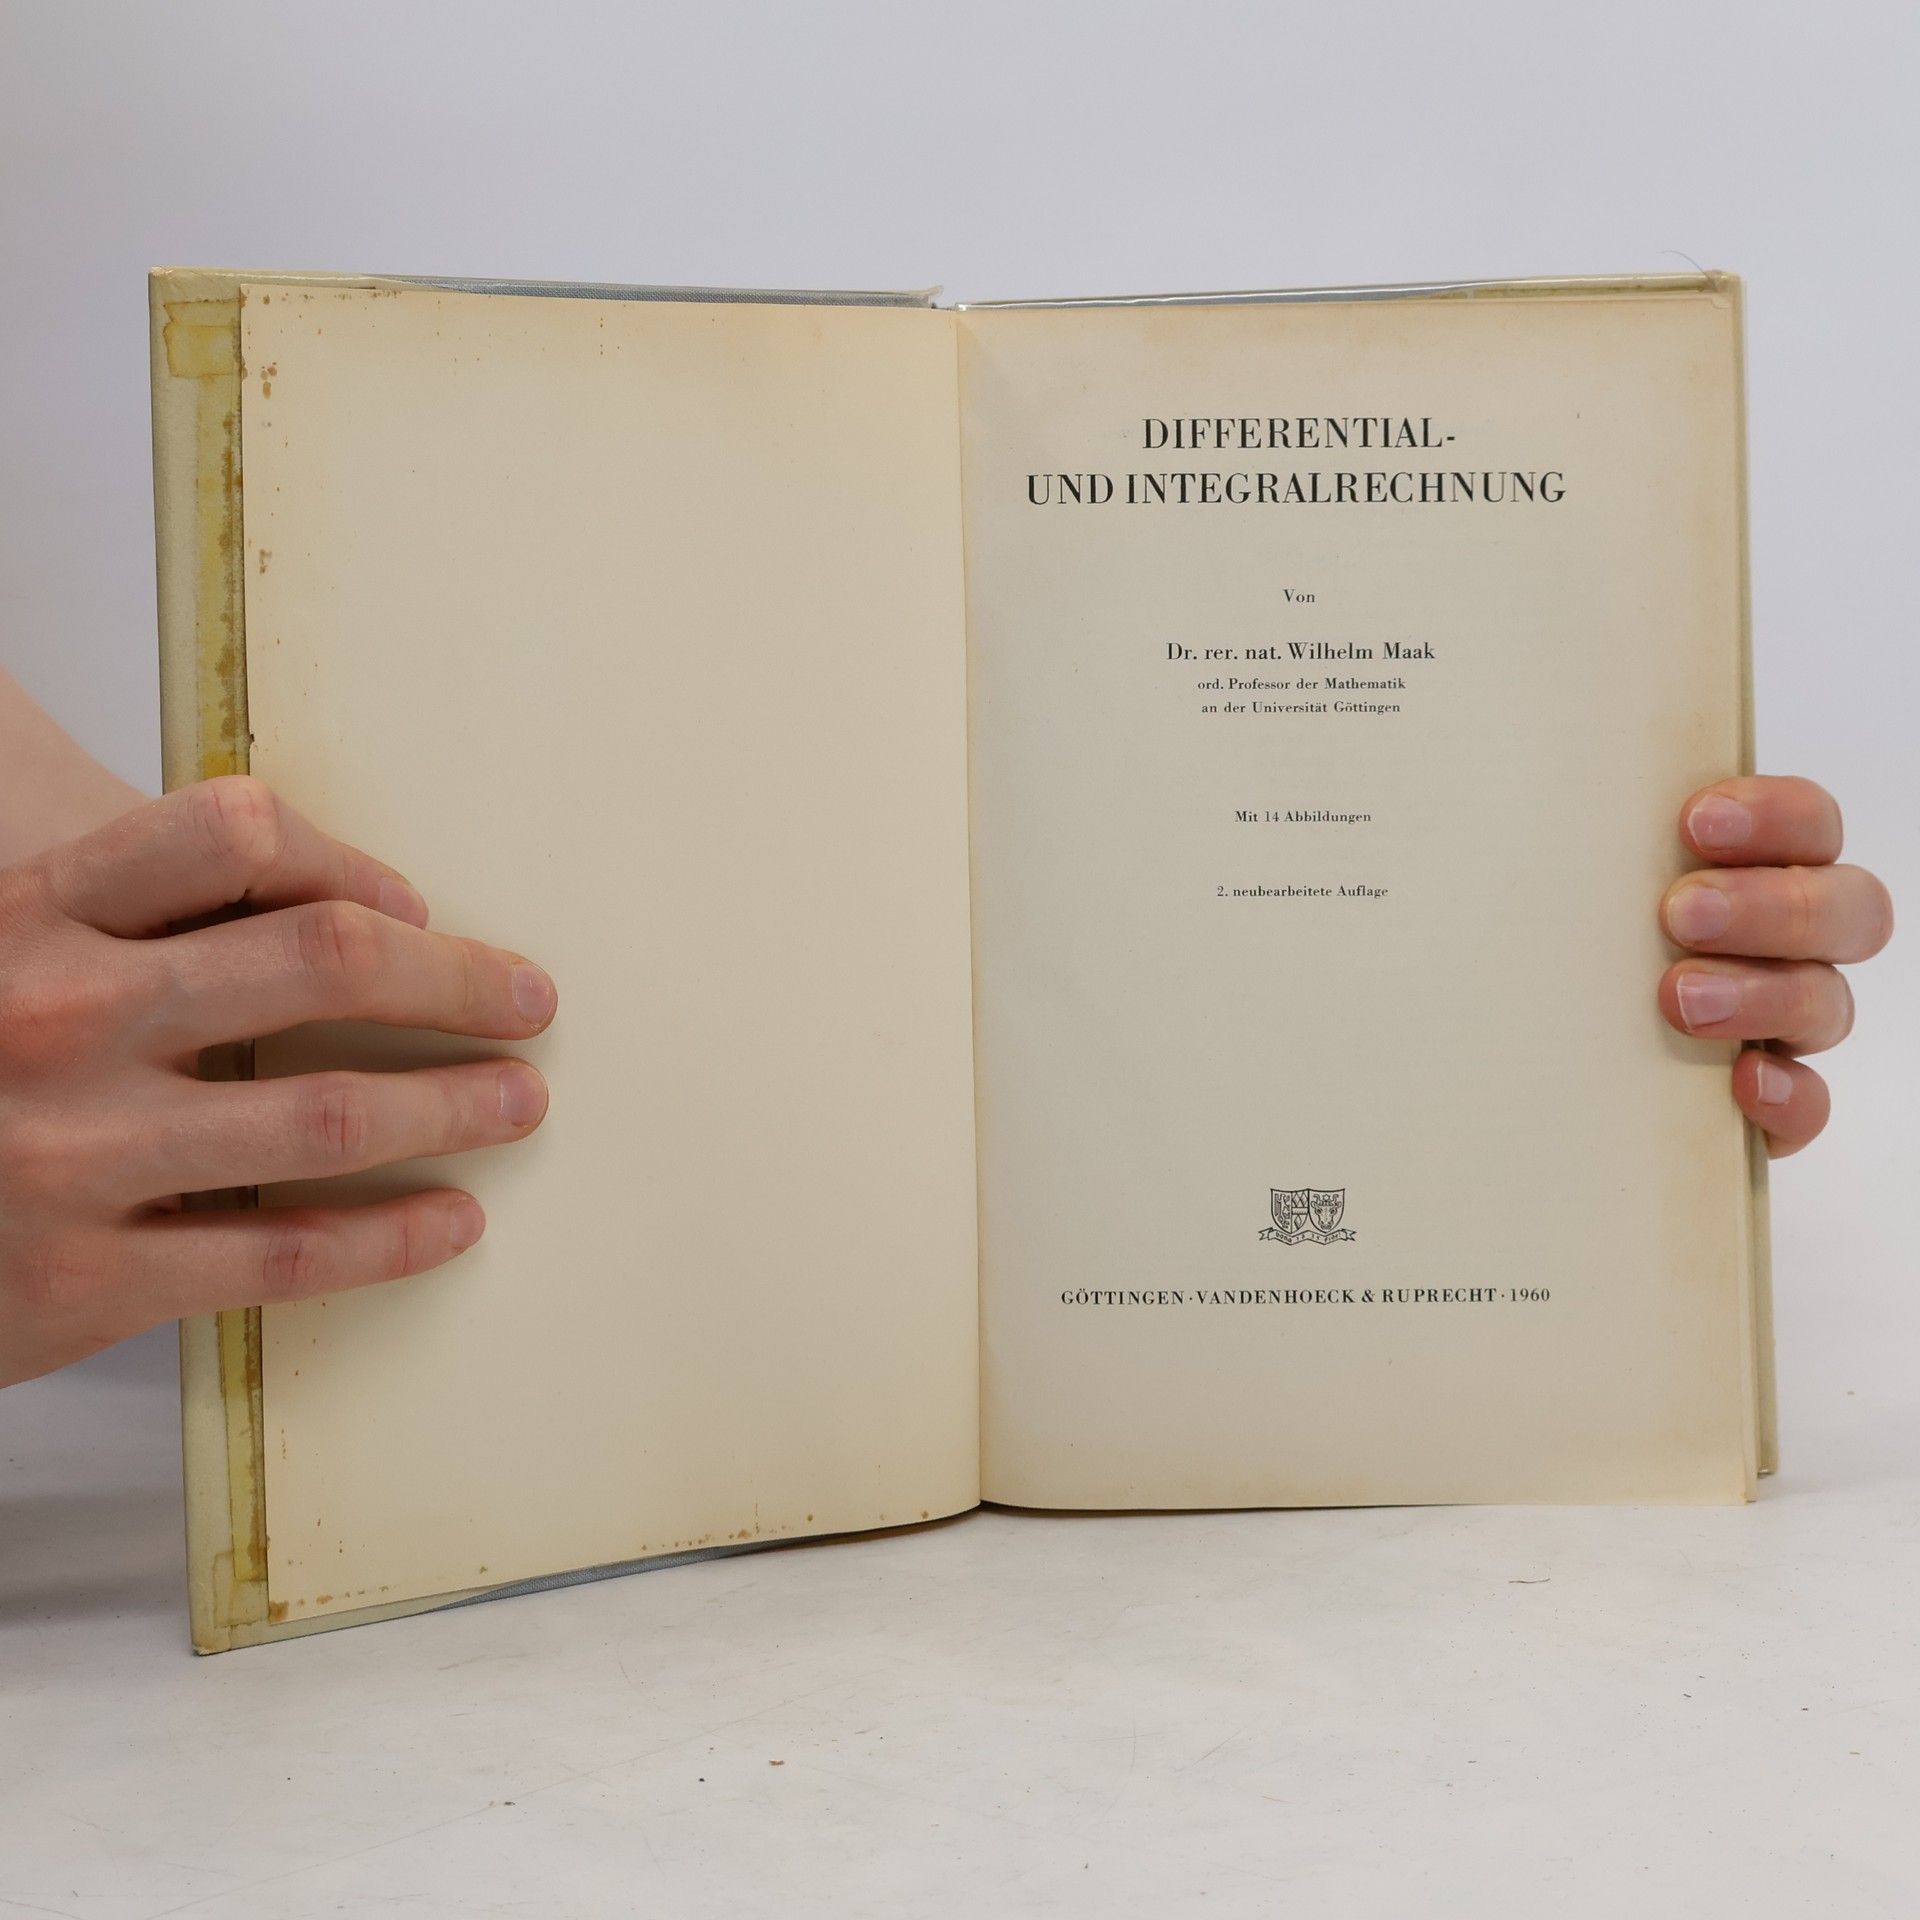 DIFFERENTIAL-
UND INTEGRALRECHNUNG
Von
Dr. rer. nat. Wilhelm Maak
ord. Professor der Mathematik
an der Universität Göttingen
Mit 14 Abbildungen
2. neubearbeitete Auflage
GÖTTINGEN · VANDENHOECK & RUPRECHT · 1960